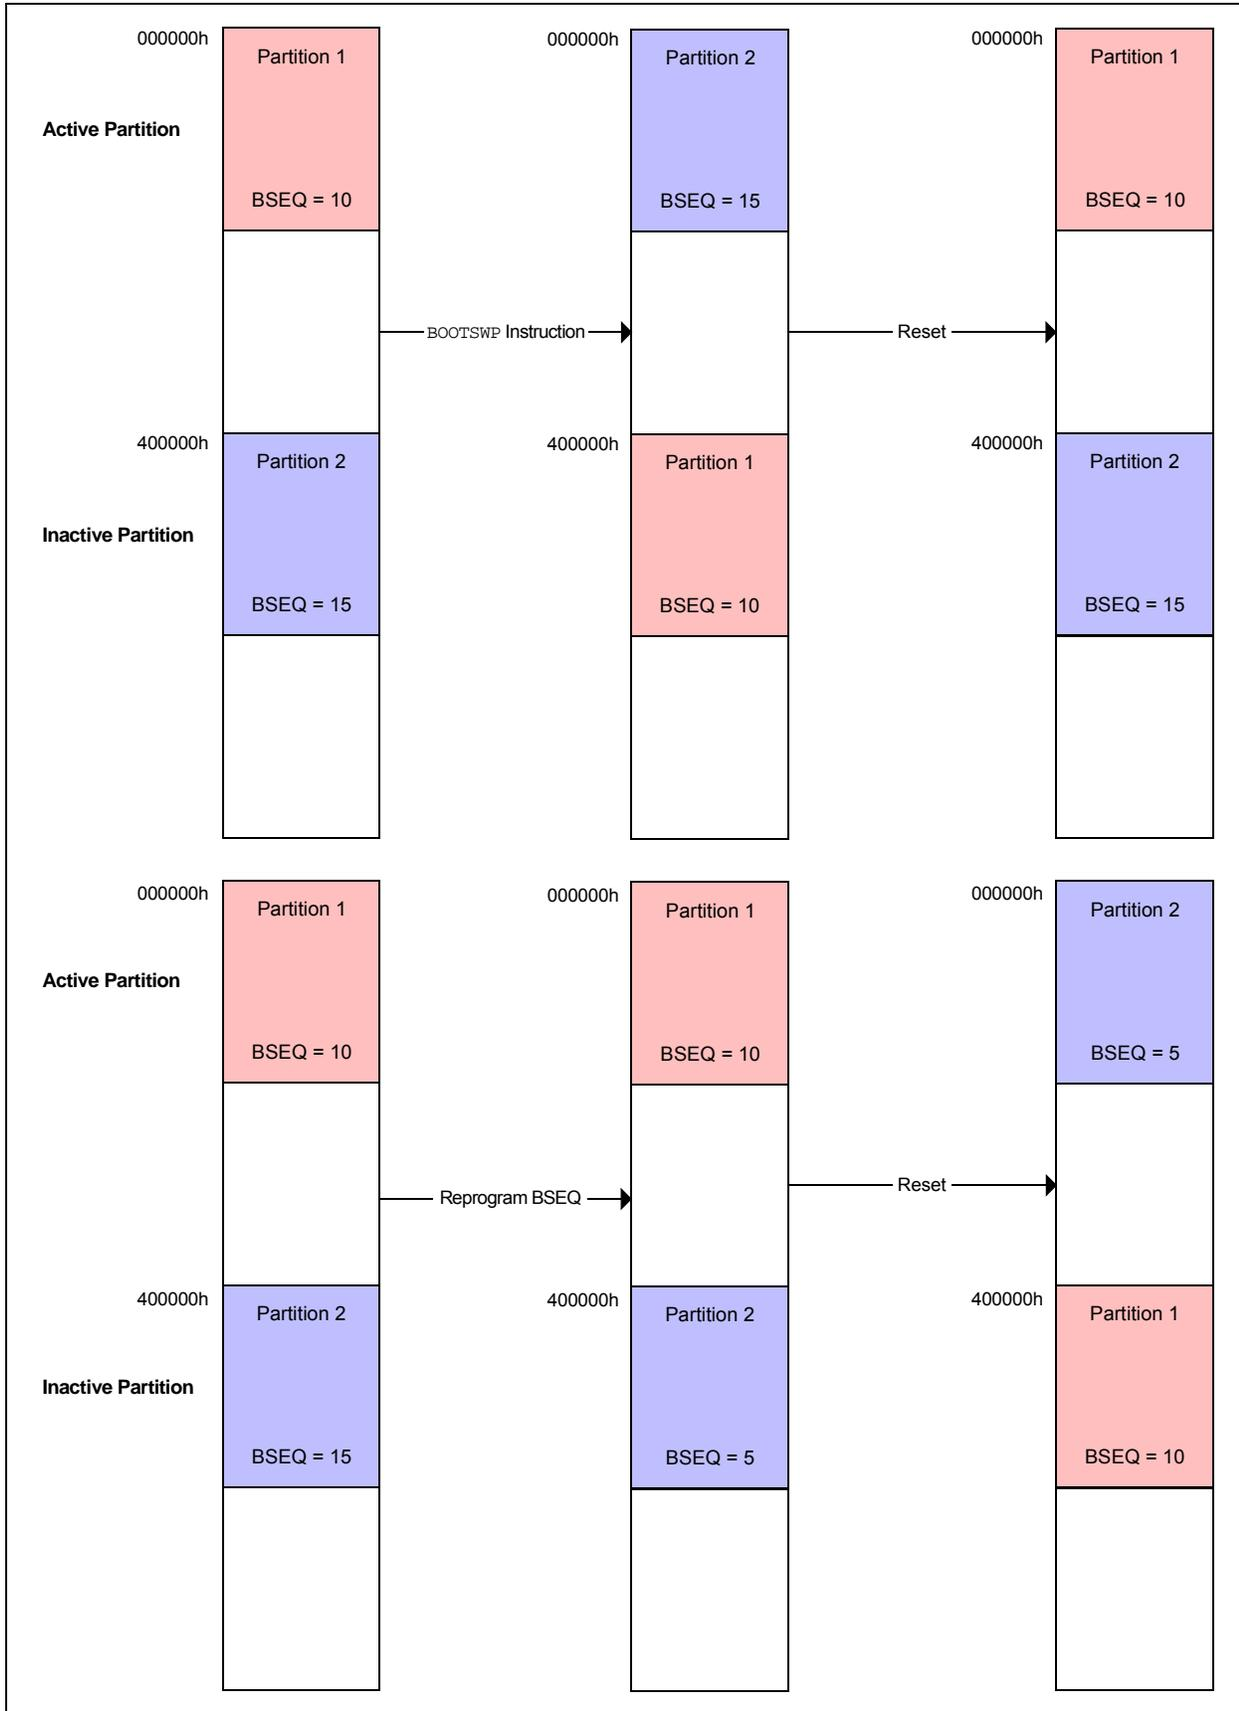 000000h
Partition 1
Active Partition
BSEQ = 10
400000h
Partition 2
Inactive Partition
BSEQ = 15
BOOTSWP Instruction
000000h
Partition 2
BSEQ = 15
400000h
Partition 1
BSEQ = 10
Reset
000000h
Partition 1
BSEQ = 10
400000h
Partition 2
BSEQ = 15
000000h
Partition 1
Active Partition
BSEQ = 10
400000h
Partition 2
Inactive Partition
BSEQ = 15
Reprogram BSEQ
000000h
Partition 1
BSEQ = 10
400000h
Partition 2
BSEQ = 5
Reset
000000h
Partition 2
BSEQ = 5
400000h
Partition 1
BSEQ = 10